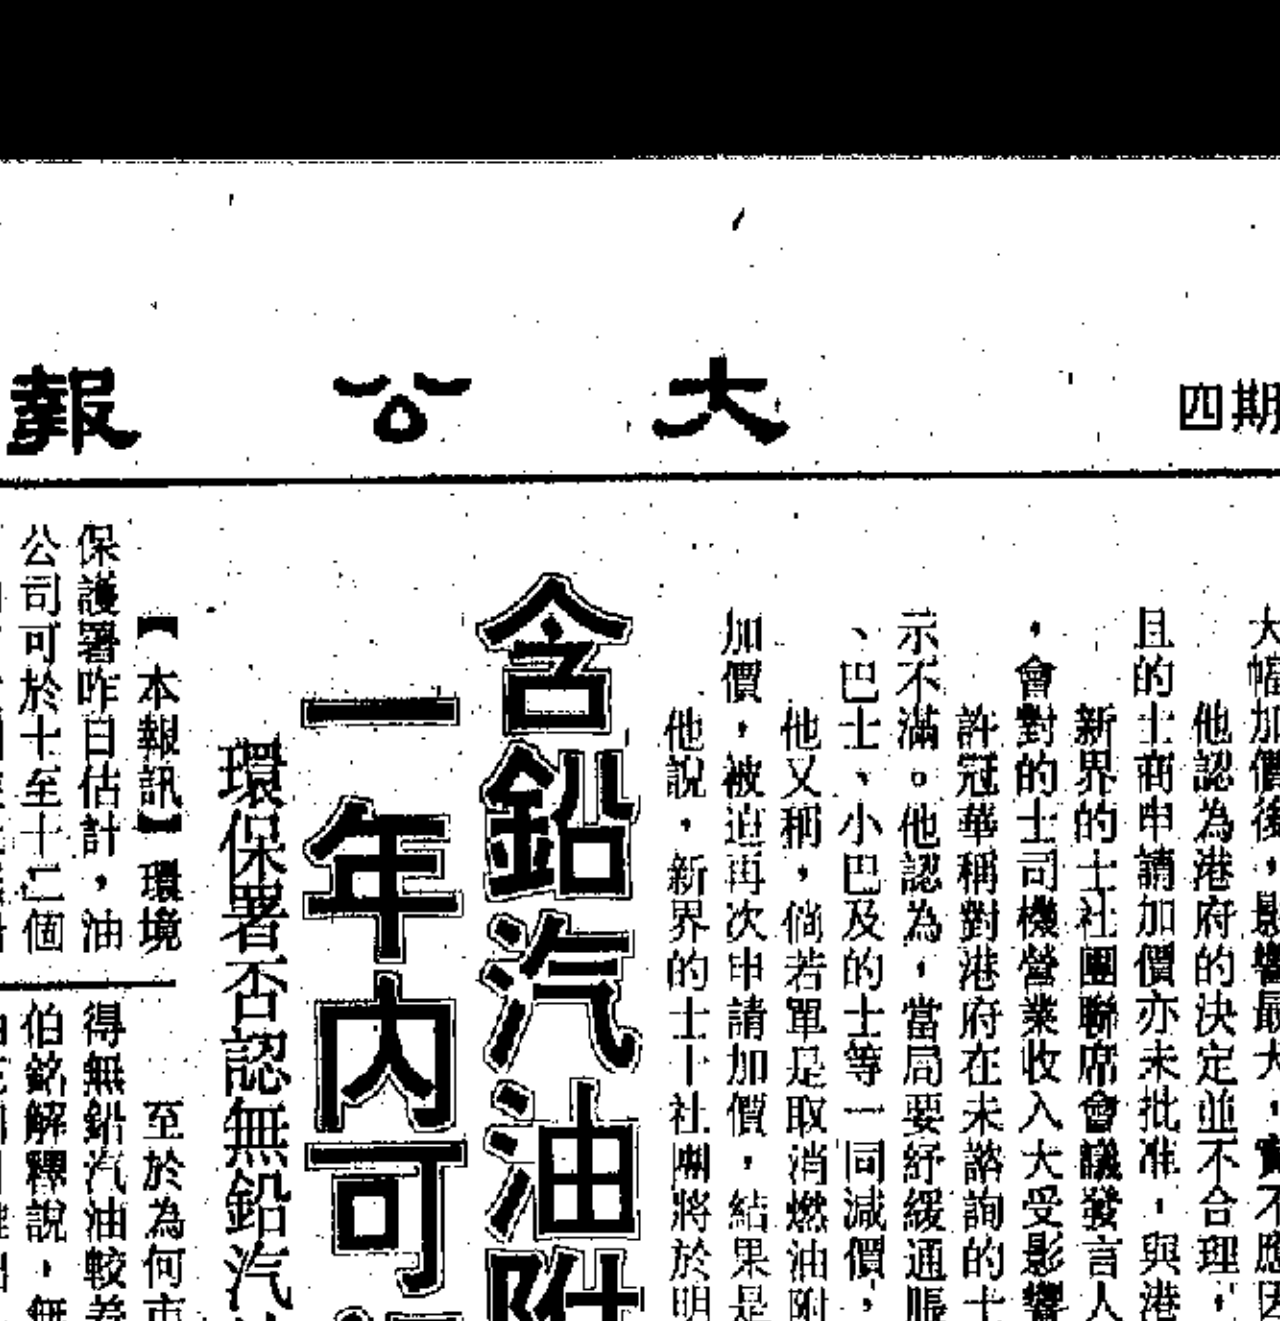 四期
大公報
大幅加價後，影響最大，實不應因
他認為港府的決定並不合理，
且的士商申請加價亦未批准，與港
新界的士社團聯席會議發言人
，會對的士司機營業收入大受影響
許冠華稱對港府在未諮詢的士
示不滿。他認為，當局要紓緩通脹
、巴士、小巴及的士等一同減價，
他又稱，倘若單是取消燃油附
加價，被迫再次申請加價，結果是
他說，新界的士十社團將於明
含鉛汽油附
一年內可
環保署否認無鉛汽油
【本報訊】環境
保護署昨日估計，油
公司可於十至十二個
至於為何市
得無鉛汽油較差
伯銘解釋說，無